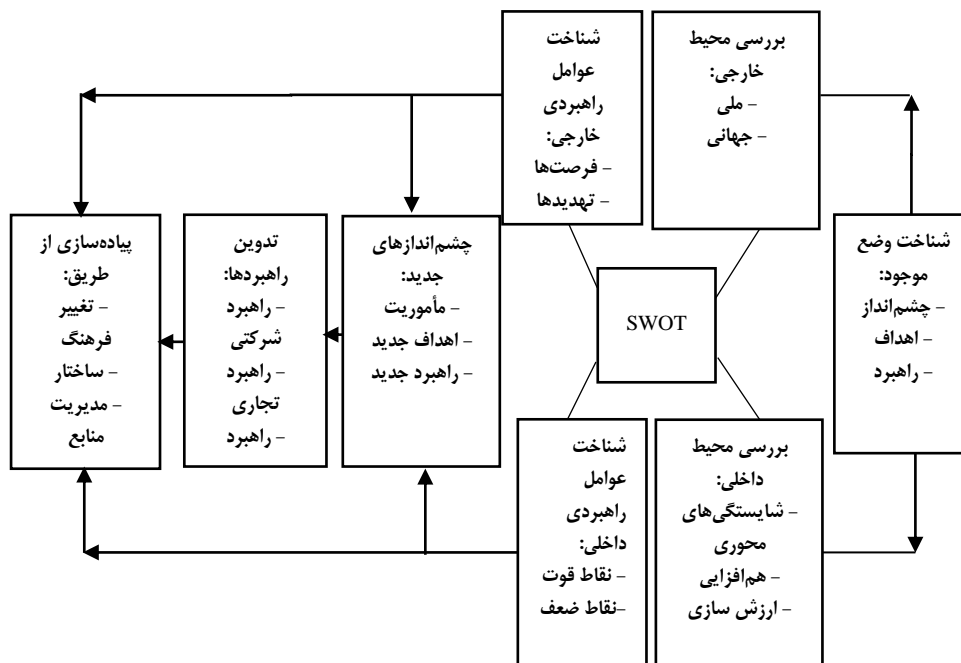 بررسی محیط
خارجی:
– ملی
– جهانی
شناخت
عوامل
راهبردی
خارجی:
– فرصت‌ها
– تهدیدها
شناخت وضع
موجود:
– چشم‌انداز
– اهداف
– راهبرد
SWOT
چشم‌اندازهای
جدید:
– مأموریت
– اهداف جدید
– راهبرد جدید
تدوین
راهبردها:
– راهبرد
شرکتی
– راهبرد
تجاری
– راهبرد
پیاده‌سازی از
طریق:
– تغییر
فرهنگ
– ساختار
– مدیریت
منابع
بررسی محیط
داخلی:
– شایستگی‌های
محوری
– هم‌افزایی
– ارزش سازی
شناخت
عوامل
راهبردی
داخلی:
– نقاط قوت
–نقاط ضعف